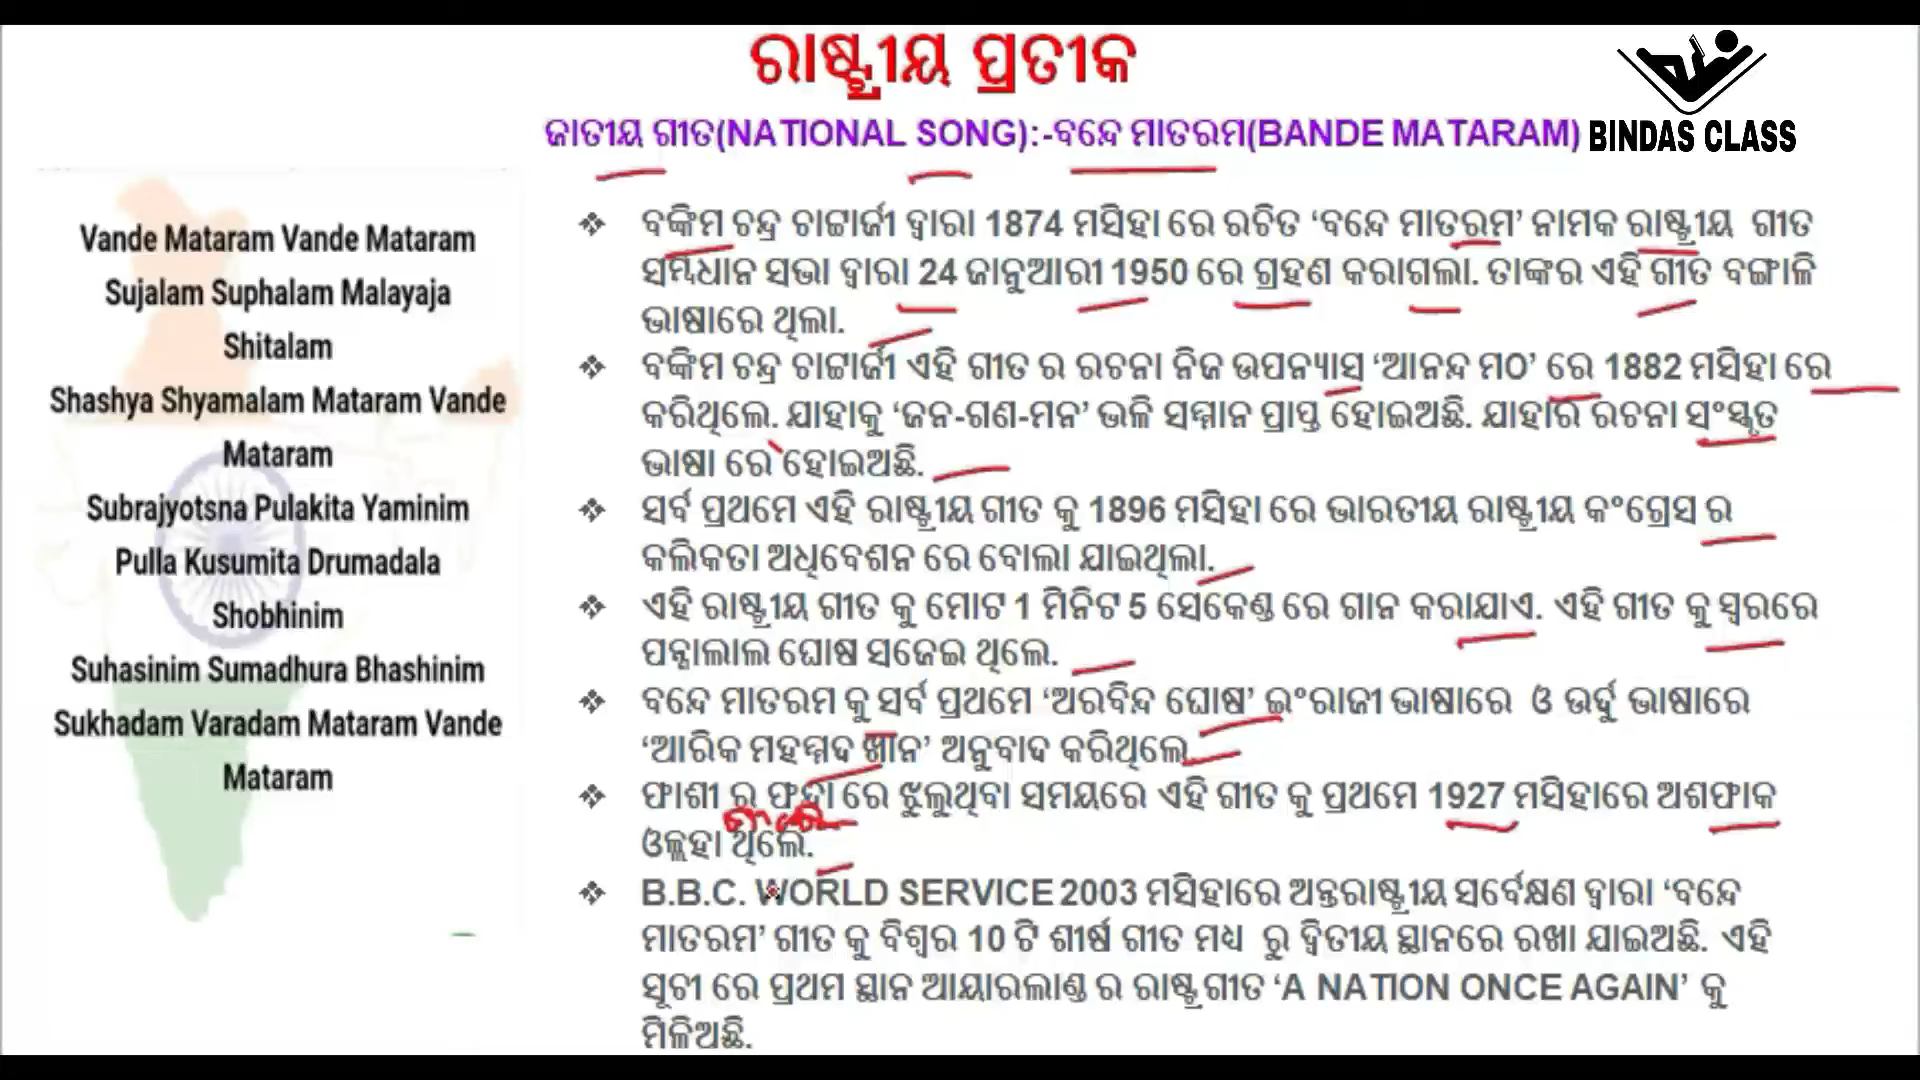 ରାଷ୍ଟ୍ରୀୟ ପ୍ରତୀକ
ଜାତୀୟ ଗୀତ(NATIONAL SONG):-ବନ୍ଦେ ମାତରମ(BANDE MATARAM)
BINDAS CLASS
Vande Mataram Vande Mataram
Sujalam Suphalam Malayaja
Shitalam
Shashya Shyamalam Mataram Vande
Mataram
Subrajyotsna Pulakita Yaminim
Pulla Kusumita Drumadala
Shobhinim
Suhasinim Sumadhura Bhashinim
Sukhadam Varadam Mataram Vande
Mataram
❖ ବଙ୍କିମ ଚନ୍ଦ୍ର ଚାଟ୍ଟାର୍ଜୀ ଦ୍ୱାରା 1874 ମସିହା ରେ ରଚିତ ‘ବନ୍ଦେ ମାତରମ’ ନାମକ ରାଷ୍ଟ୍ରୀୟ ଗୀତ
ସମ୍ବିଧାନ ସଭା ଦ୍ୱାରା 24 ଜାନୁଆରୀ 1950 ରେ ଗ୍ରହଣ କରାଗଲା. ତାଙ୍କର ଏହି ଗୀତ ବଙ୍ଗାଳି
ଭାଷାରେ ଥିଲା.
❖ ବଙ୍କିମ ଚନ୍ଦ୍ର ଚାଟ୍ଟାର୍ଜୀ ଏହି ଗୀତ ର ରଚନା ନିଜ ଉପନ୍ୟାସ ‘ଆନନ୍ଦ ମଠ’ ରେ 1882 ମସିହା ରେ
କରିଥିଲେ. ଯାହାକୁ ‘ଜନ-ଗଣ-ମନ’ ଭଳି ସମ୍ମାନ ପ୍ରାପ୍ତ ହୋଇଅଛି. ଯାହାର ରଚନା ସଂସ୍କୃତ
ଭାଷା ରେ ହୋଇଅଛି.
❖ ସର୍ବ ପ୍ରଥମେ ଏହି ରାଷ୍ଟ୍ରୀୟ ଗୀତ କୁ 1896 ମସିହା ରେ ଭାରତୀୟ ରାଷ୍ଟ୍ରୀୟ କଂଗ୍ରେସ ର
କଲିକତା ଅଧିବେଶନ ରେ ବୋଲା ଯାଇଥିଲା.
❖ ଏହି ରାଷ୍ଟ୍ରୀୟ ଗୀତ କୁ ମୋଟ 1 ମିନିଟ 5 ସେକେଣ୍ଡ ରେ ଗାନ କରାଯାଏ. ଏହି ଗୀତ କୁ ସ୍ୱରରେ
ପନ୍ନାଲାଲ ଘୋଷ ସଜେଇ ଥିଲେ.
❖ ବନ୍ଦେ ମାତରମ କୁ ସର୍ବ ପ୍ରଥମେ ‘ଅରବିନ୍ଦ ଘୋଷ’ ଇଂରାଜୀ ଭାଷାରେ ଓ ଉର୍ଦ୍ଦୁ ଭାଷାରେ
‘ଆରିକ ମହମ୍ମଦ ଖାନ’ ଅନୁବାଦ କରିଥିଲେ.
❖ ଫାଶୀ ର ଫନ୍ଦା ରେ ଝୁଲୁଥିବା ସମୟରେ ଏହି ଗୀତ କୁ ପ୍ରଥମେ 1927 ମସିହାରେ ଅଶଫାକ
ଓଲ୍ଲହା ଥିଲେ.
❖ B.B.C. WORLD SERVICE 2003 ମସିହାରେ ଅନ୍ତରାଷ୍ଟ୍ରୀୟ ସର୍ବେକ୍ଷଣ ଦ୍ୱାରା ‘ବନ୍ଦେ
ମାତରମ’ ଗୀତ କୁ ବିଶ୍ୱର 10 ଟି ଶୀର୍ଷ ଗୀତ ମଧ୍ୟ ରୁ ଦ୍ୱିତୀୟ ସ୍ଥାନରେ ରଖା ଯାଇଅଛି. ଏହି
ସୂଚୀ ରେ ପ୍ରଥମ ସ୍ଥାନ ଆୟାରଲାଣ୍ଡ ର ରାଷ୍ଟ୍ରଗୀତ ‘A NATION ONCE AGAIN’ କୁ
ମିଳିଅଛି.